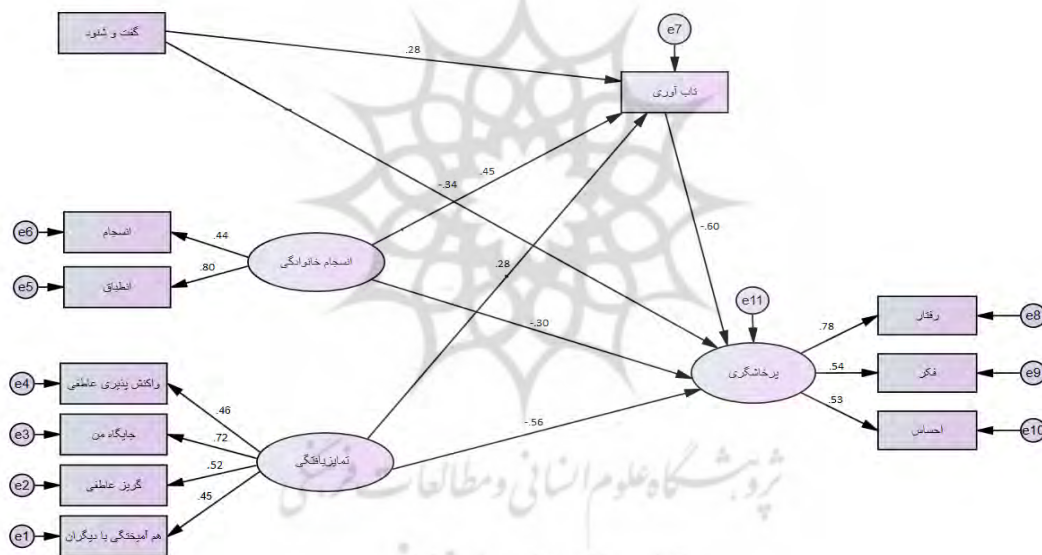 گفت و شنود
e7
.28
تاب آوری
.45
-.34
e6
انسجام
.44
انسجام خانوادگی
-.60
e5
انطباق
.80
.28
e11
-.30
رفتار
e8
.78
پرخاشگری
.54
فکر
e9
e4
واکنش پذیری عاطفی
.46
.53
احساس
e10
e3
جایگاه من
.72
-.56
تمایزیافتگی
.52
e2
گریز عاطفی
.45
e1
هم آمیختگی با دیگران
پژوهشگاه علوم انسانی و مطالعات فرهنگی